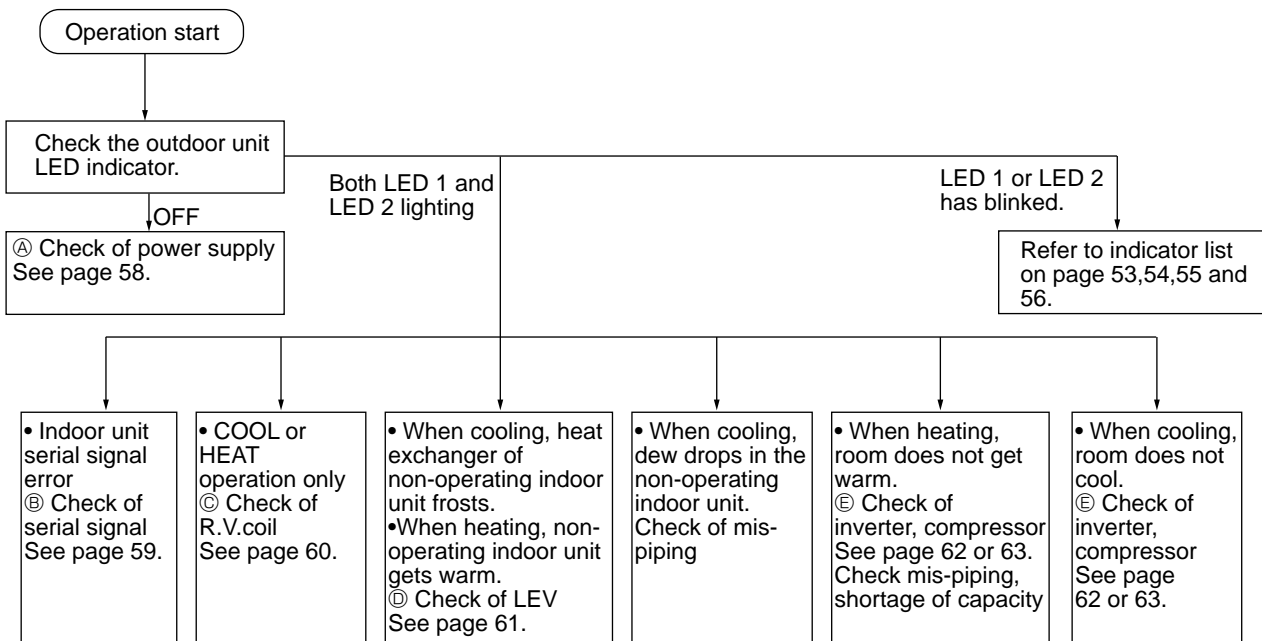 Operation start
Check the outdoor unit
LED indicator.
OFF
Ⓐ Check of power supply
See page 58.
Both LED 1 and
LED 2 lighting
LED 1 or LED 2
has blinked.
Refer to indicator list
on page 53,54,55 and
56.
• Indoor unit
serial signal
error
Ⓑ Check of
serial signal
See page 59.
• COOL or
HEAT
operation only
Ⓒ Check of
R.V.coil
See page 60.
• When cooling, heat
exchanger of
non-operating indoor
unit frosts.
•When heating, non-
operating indoor unit
gets warm.
Ⓓ Check of LEV
See page 61.
• When cooling,
dew drops in the
non-operating
indoor unit.
Check of mis-
piping
• When heating,
room does not get
warm.
Ⓔ Check of
inverter, compressor
See page 62 or 63.
Check mis-piping,
shortage of capacity
• When cooling,
room does not
cool.
Ⓔ Check of
inverter,
compressor
See page
62 or 63.